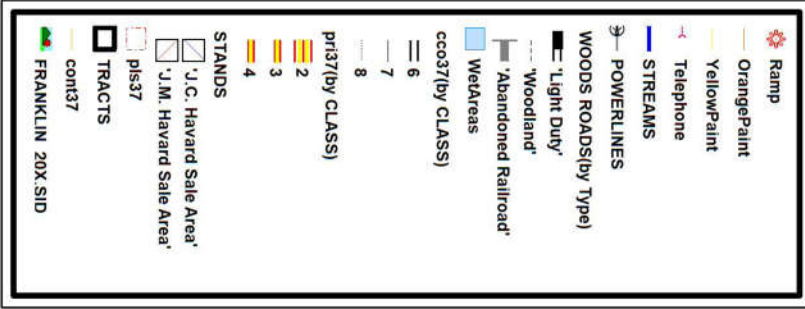 Ramp
OrangePaint
YellowPaint
Telephone
STREAMS
POWERLINES
WOODS ROADS(by Type)
'Light Duty'
'Woodland'
'Abandoned Railroad'
WetAreas
cco37(by CLASS)
6
7
8
pri37(by CLASS)
2
3
4
STANDS
'J.C. Havard Sale Area'
'J.M. Havard Sale Area'
pls37
TRACTS
cont37
FRANKLIN 20X.SID